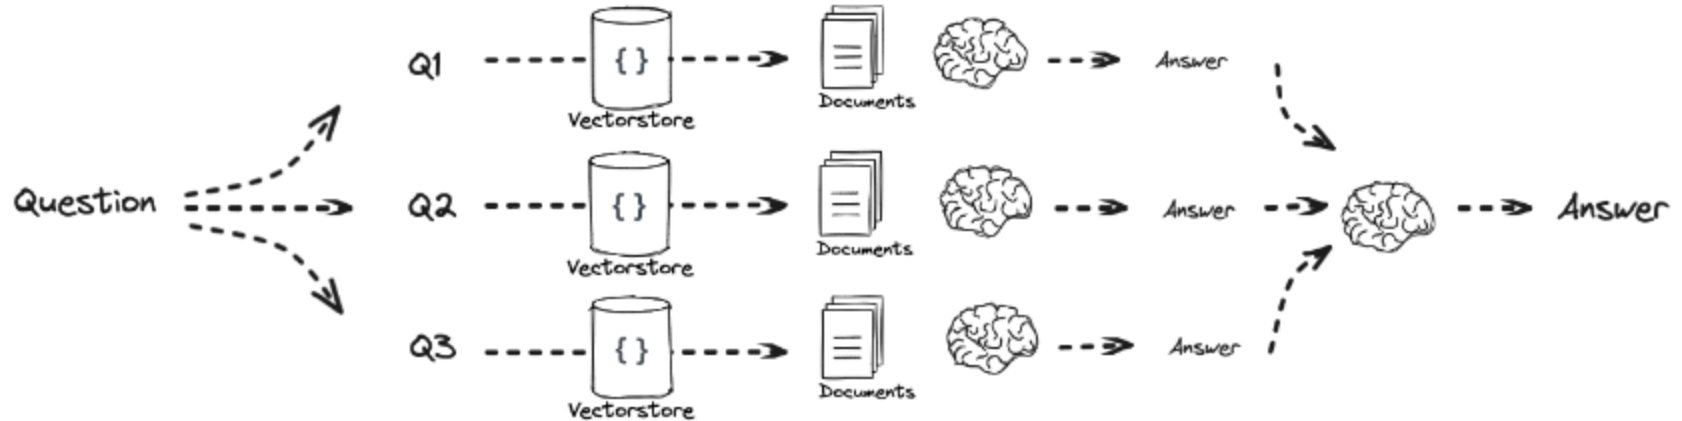 Q1
{}
Vectorstore
Documents
Answer
Question
Q2
{}
Vectorstore
Documents
Answer
Answer
Q3
{}
Vectorstore
Documents
Answer